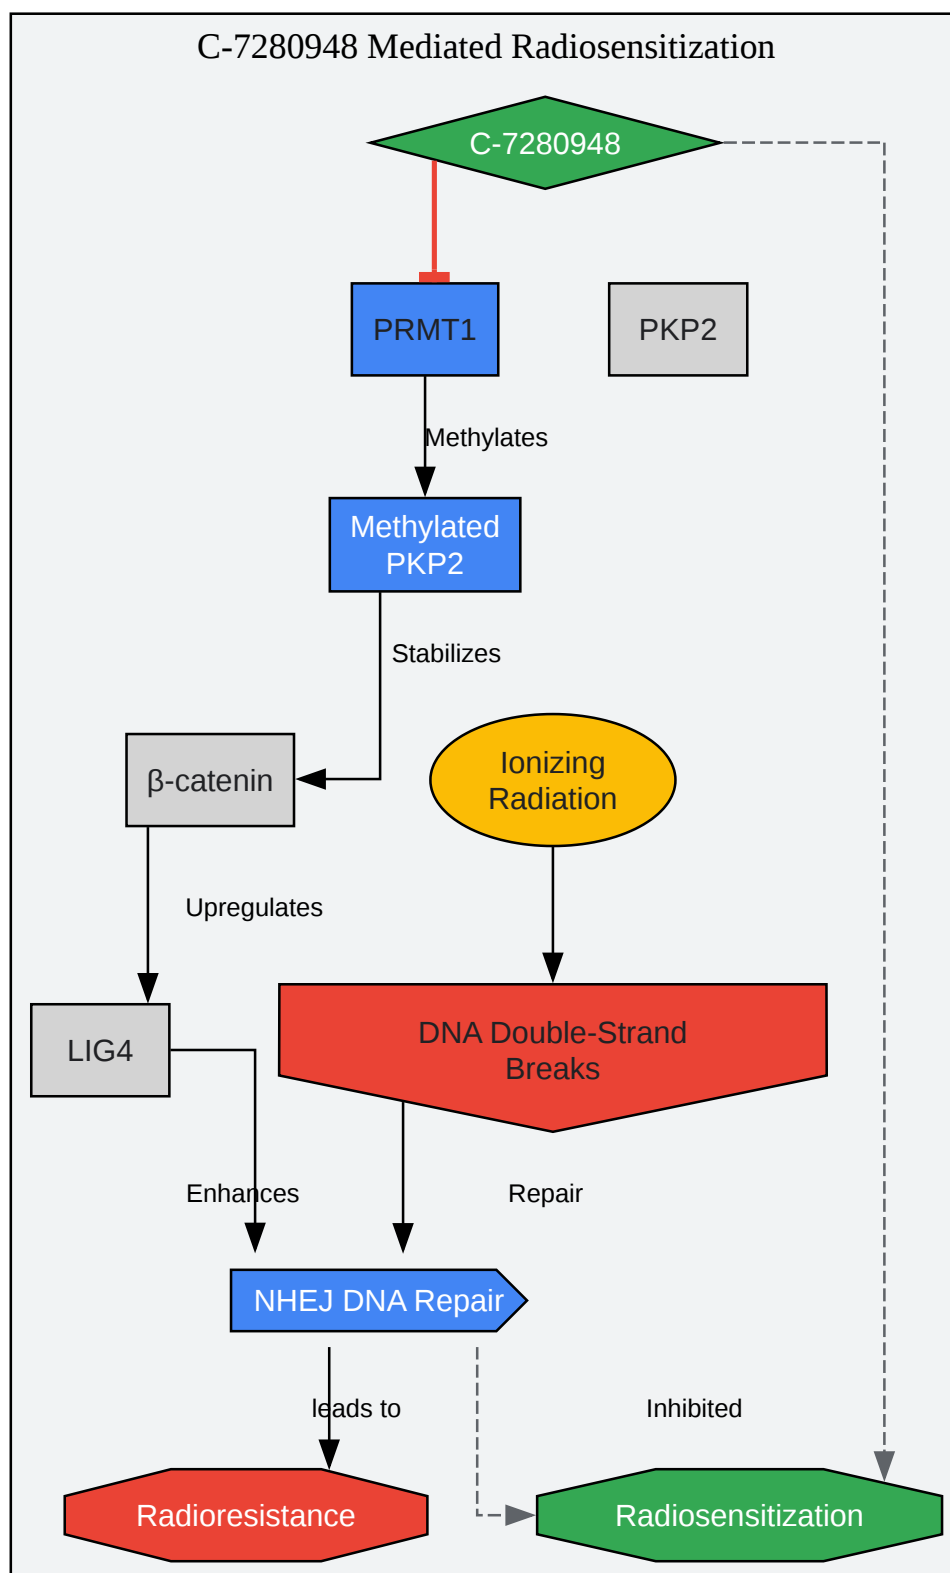 C-7280948 Mediated Radiosensitization
C-7280948
PRMT1
PKP2
Methylates
Methylated
PKP2
Stabilizes
Ionizing
Radiation
β-catenin
Upregulates
DNA Double-Strand
Breaks
LIG4
Enhances
Repair
NHEJ DNA Repair
leads to
Inhibited
Radioresistance
Radiosensitization